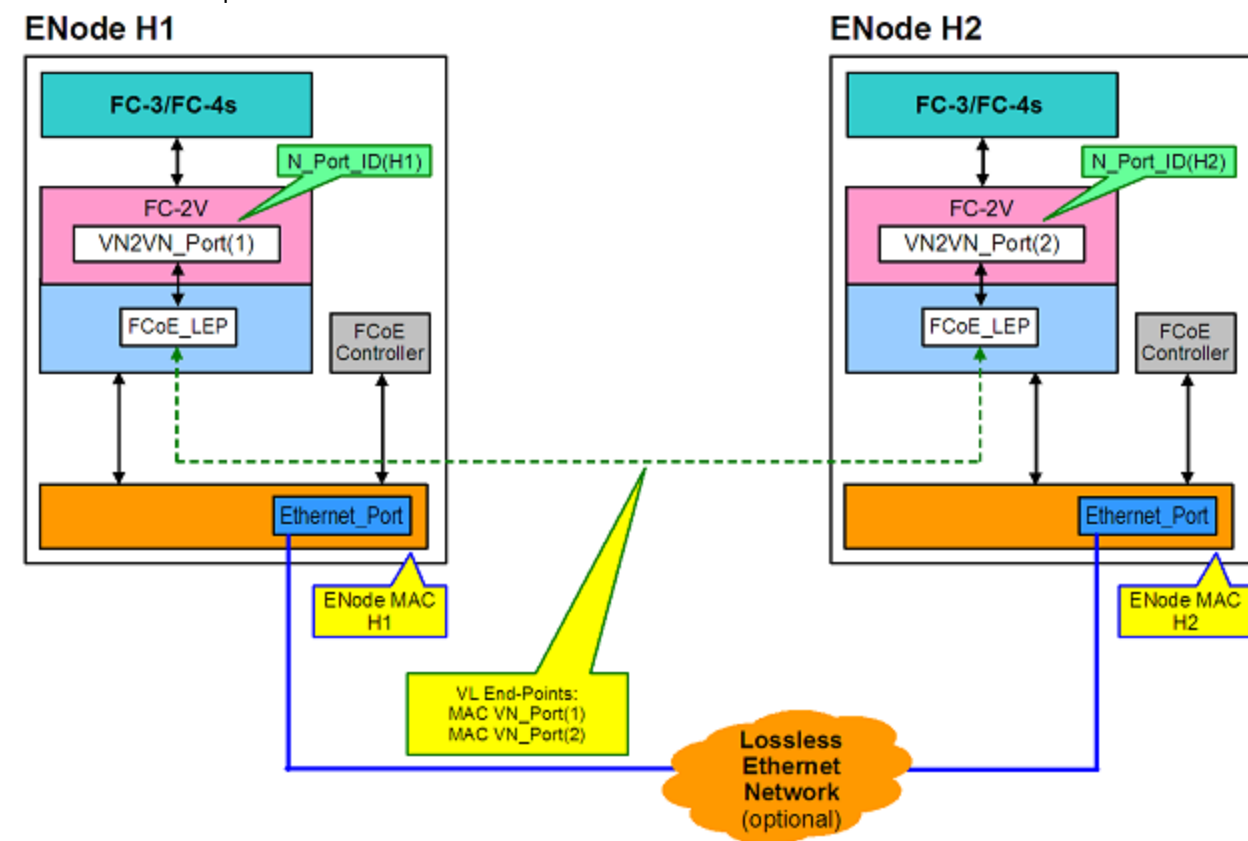 ENode H1
ENode H2
FC-3/FC-4s
FC-3/FC-4s
N_Port_ID(H1)
N_Port_ID(H2)
FC-2V
FC-2V
VN2VN_Port(1)
VN2VN_Port(2)
FCoE_LEP
FCoE
Controller
FCoE_LEP
FCoE
Controller
Ethernet_Port
Ethernet_Port
ENode MAC
H1
ENode MAC
H2
VL End-Points:
MAC VN_Port(1)
MAC VN_Port(2)
Lossless
Ethernet
Network
(optional)